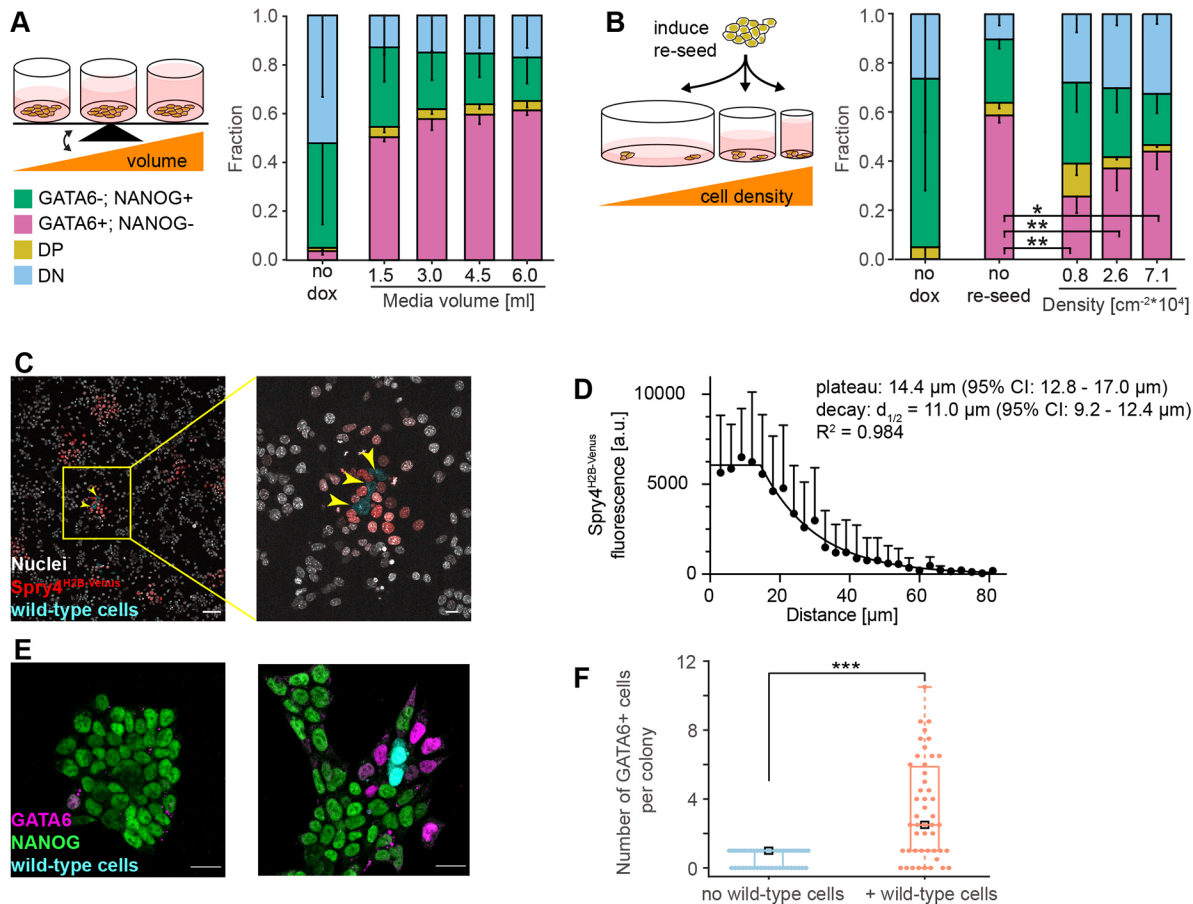 A
volume
GATA6-; NANOG+
GATA6+; NANOG-
DP
DN
Fraction
1.0
0.8
0.6
0.4
0.2
0.0
no
dox
1.5 3.0 4.5 6.0
Media volume [ml]
B
induce
re-seed
cell density
Fraction
1.0
0.8
0.6
0.4
0.2
0.0
*
**
**
no
dox
no
re-seed
0.8 2.6 7.1
Density [cm-2*104]
C
Nuclei
Spry4H2B-Venus
wild-type cells
D
Spry4H2B-Venus
fluorescence [a.u.]
10000
5000
0
0 20 40 60 80
Distance [µm]
plateau: 14.4 µm (95% CI: 12.8 - 17.0 µm)
decay: d1/2 = 11.0 µm (95% CI: 9.2 - 12.4 µm)
R2 = 0.984
E
GATA6
NANOG
wild-type cells
F
Number of GATA6+ cells
per colony
12
8
4
0
***
no wild-type cells
+ wild-type cells